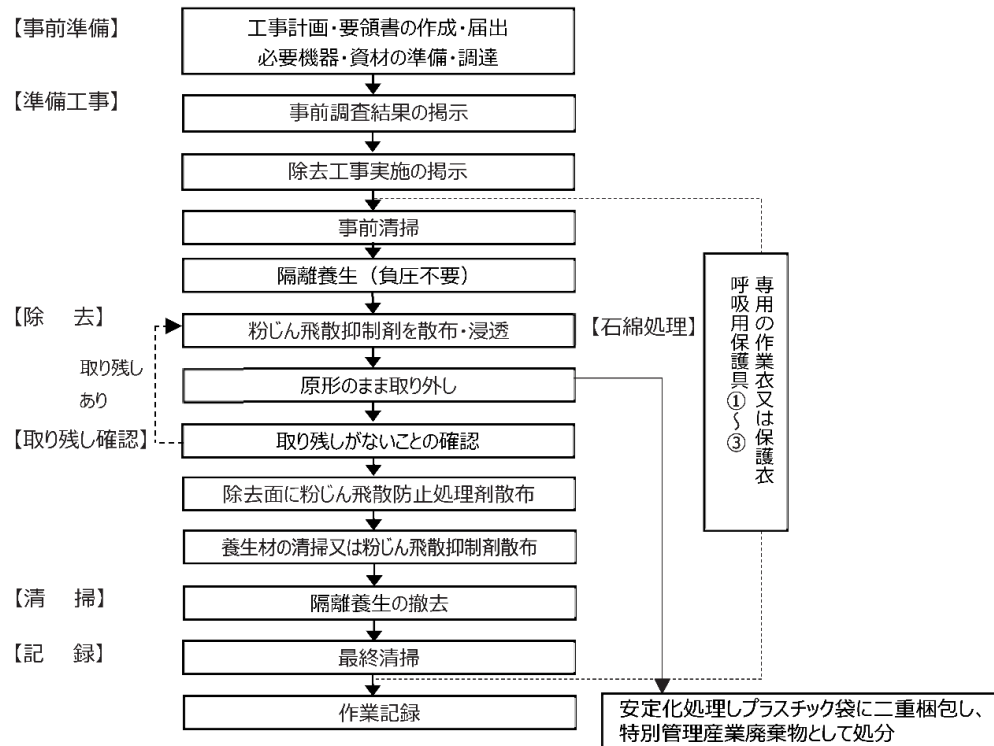 【事前準備】
工事計画・要領書の作成・届出
必要機器・資材の準備・調達
【準備工事】
事前調査結果の掲示
除去工事実施の掲示
事前清掃
隔離養生（負圧不要）
【除　去】
粉じん飛散抑制剤を散布・浸透
【石綿処理】
専用の作業衣又は保護衣
呼吸用保護具①～③
取り残し
あり
原形のまま取り外し
【取り残し確認】
取り残しがないことの確認
除去面に粉じん飛散防止処理剤散布
養生材の清掃又は粉じん飛散抑制剤散布
【清　掃】
隔離養生の撤去
【記　録】
最終清掃
作業記録
安定化処理しプラスチック袋に二重梱包し、
特別管理産業廃棄物として処分